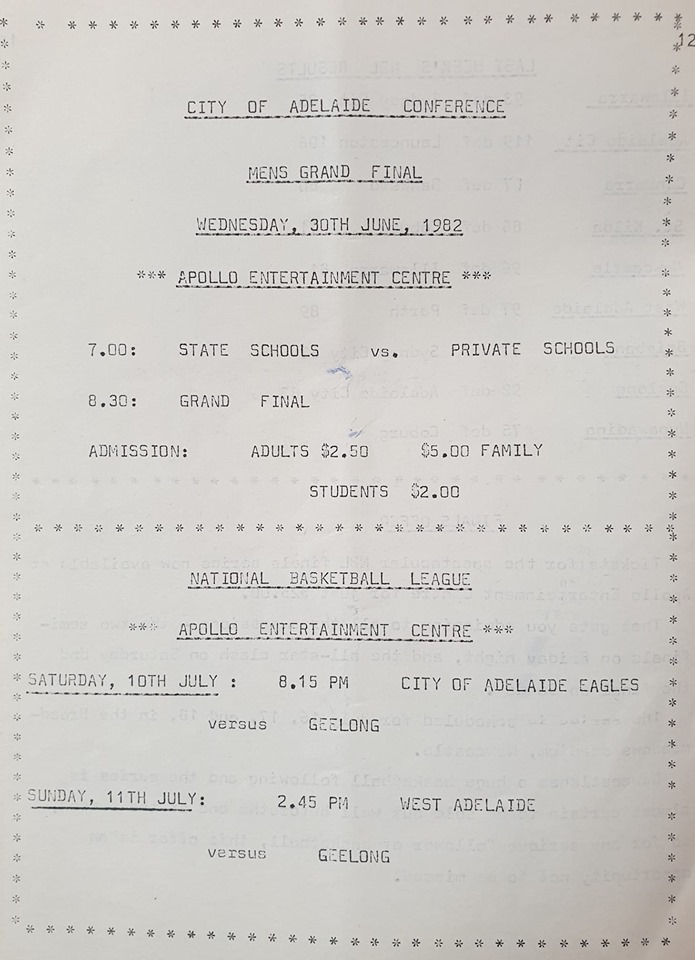 * * * * * * * * * * * * * * * * * * * * * * * * * * * * * * * * * *
12
CITY OF ADELAIDE CONFERENCE
MENS GRAND FINAL
WEDNESDAY, 30TH JUNE, 1982
*** APOLLO ENTERTAINMENT CENTRE ***
7.00: STATE SCHOOLS vs. PRIVATE SCHOOLS
8.30: GRAND FINAL
ADMISSION: ADULTS $2.50 $5.00 FAMILY
STUDENTS $2.00
* * * * * * * * * * * * * * * * * * * * * * * * * * * * * * * * * *
NATIONAL BASKETBALL LEAGUE
*** APOLLO ENTERTAINMENT CENTRE ***
SATURDAY, 10TH JULY : 8.15 PM CITY OF ADELAIDE EAGLES
versus GEELONG
SUNDAY, 11TH JULY: 2.45 PM WEST ADELAIDE
versus GEELONG
* * * * * * * * * * * * * * * * * * * * * * * * * * * * * * * * * *